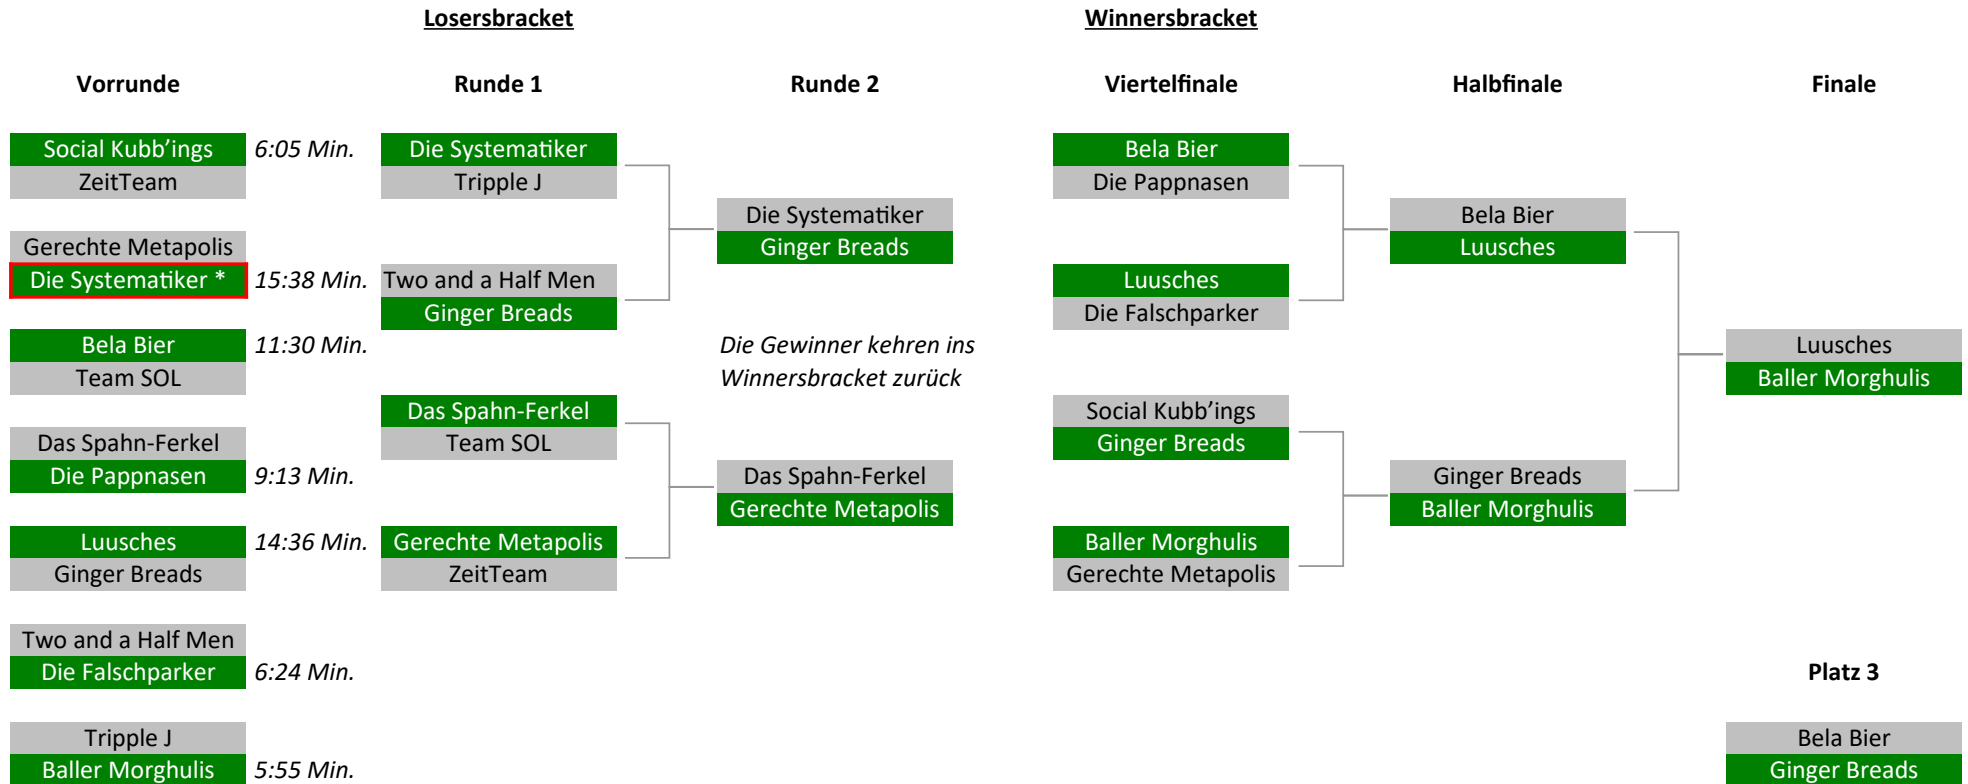 Losersbracket
Winnersbracket
Vorrunde
Runde 1
Runde 2
Viertelfinale
Halbfinale
Finale
Social Kubb'ings 6:05 Min.
ZeitTeam
Gerechte Metapolis
Die Systematiker * 15:38 Min.
Bela Bier 11:30 Min.
Team SOL
Das Spahn-Ferkel
Die Pappnasen 9:13 Min.
Luusches 14:36 Min.
Ginger Breads
Two and a Half Men
Die Falschparker 6:24 Min.
Tripple J
Baller Morghulis 5:55 Min.
Die Systematiker
Tripple J
Two and a Half Men
Ginger Breads
Das Spahn-Ferkel
Team SOL
Gerechte Metapolis
ZeitTeam
Die Systematiker
Ginger Breads
Die Gewinner kehren ins
Winnersbracket zurück
Das Spahn-Ferkel
Gerechte Metapolis
Bela Bier
Die Pappnasen
Luusches
Die Falschparker
Social Kubb'ings
Ginger Breads
Baller Morghulis
Gerechte Metapolis
Bela Bier
Luusches
Ginger Breads
Baller Morghulis
Luusches
Baller Morghulis
Platz 3
Bela Bier
Ginger Breads